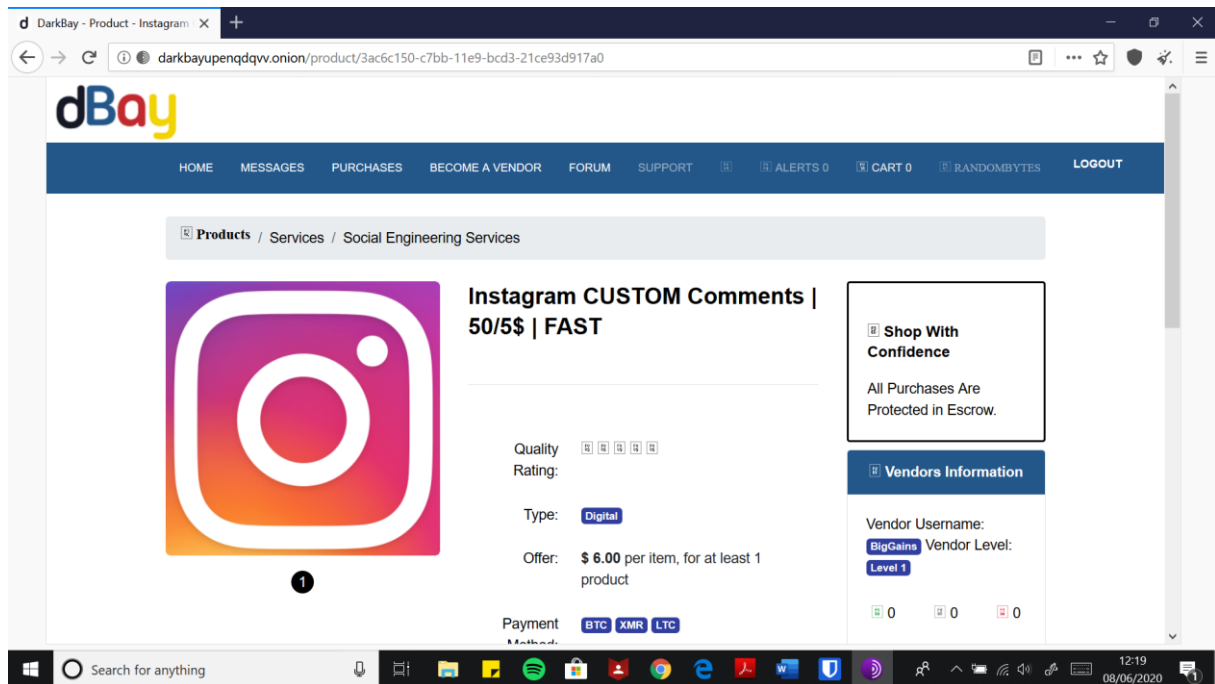 d DarkBay - Product - Instagram
darkbayupenqdqvv.onion/product/3ac6c150-c7bb-11e9-bcd3-21ce93d917a0
dBay
HOME MESSAGES PURCHASES BECOME A VENDOR FORUM SUPPORT ALERTS 0 CART 0 RANDOMBYTES LOGOUT
Products / Services / Social Engineering Services
Instagram CUSTOM Comments |
50/5$ | FAST
Quality
Rating:
Type: Digital
Offer: $ 6.00 per item, for at least 1
product
Payment BTC XMR LTC
Method:
1
Shop With
Confidence
All Purchases Are
Protected in Escrow.
Vendors Information
Vendor Username:
BigGains Vendor Level:
Level 1
0 0 0
Search for anything
12:19
08/06/2020
1